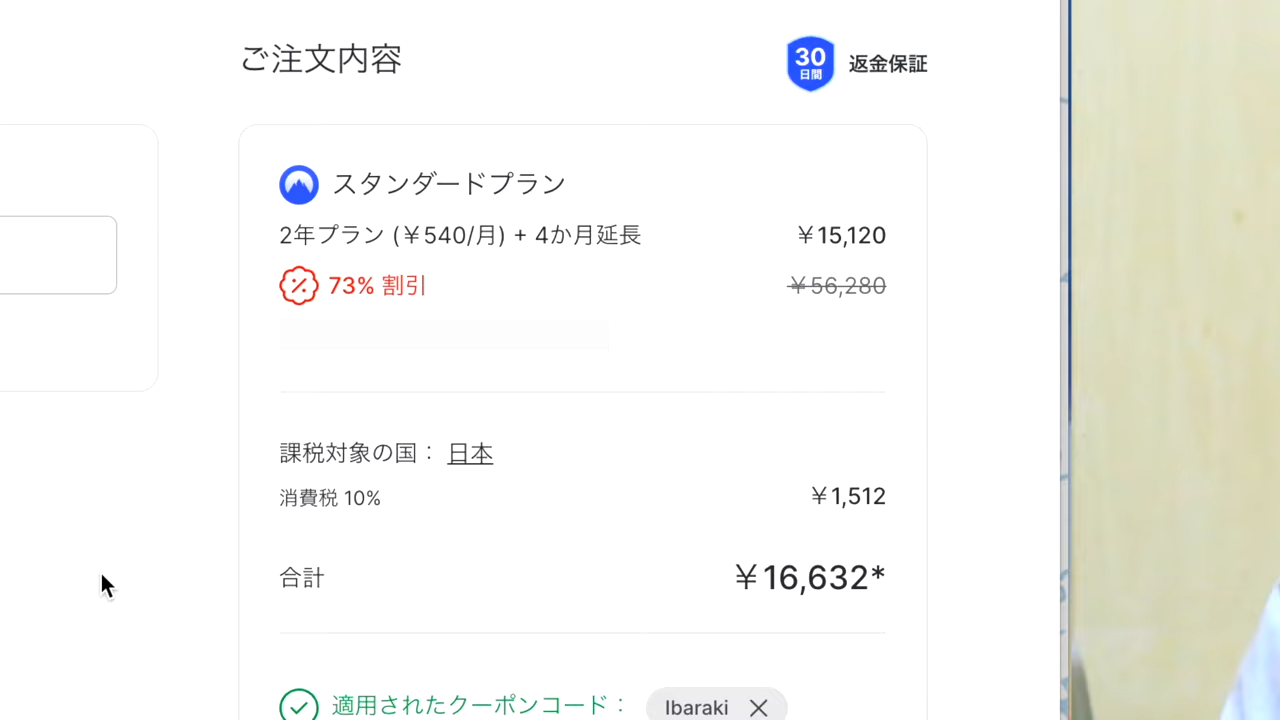 ご注文内容
30
日間
返金保証
スタンダードプラン
2年プラン (￥540/月) + 4か月延長 ￥15,120
73% 割引 ￥56,280
課税対象の国： 日本
消費税 10% ￥1,512
合計 ￥16,632*
適用されたクーポンコード： Ibaraki